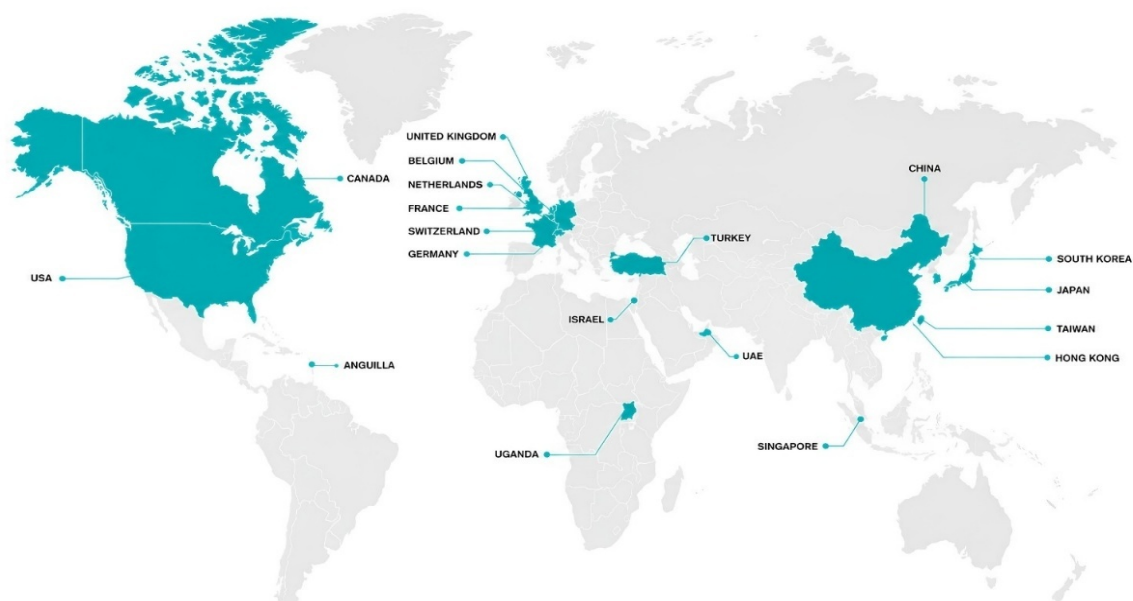 UNITED KINGDOM
BELGIUM
NETHERLANDS
FRANCE
SWITZERLAND
GERMANY
CANADA
USA
ANGUILLA
TURKEY
ISRAEL
UAE
UGANDA
CHINA
SOUTH KOREA
JAPAN
TAIWAN
HONG KONG
SINGAPORE